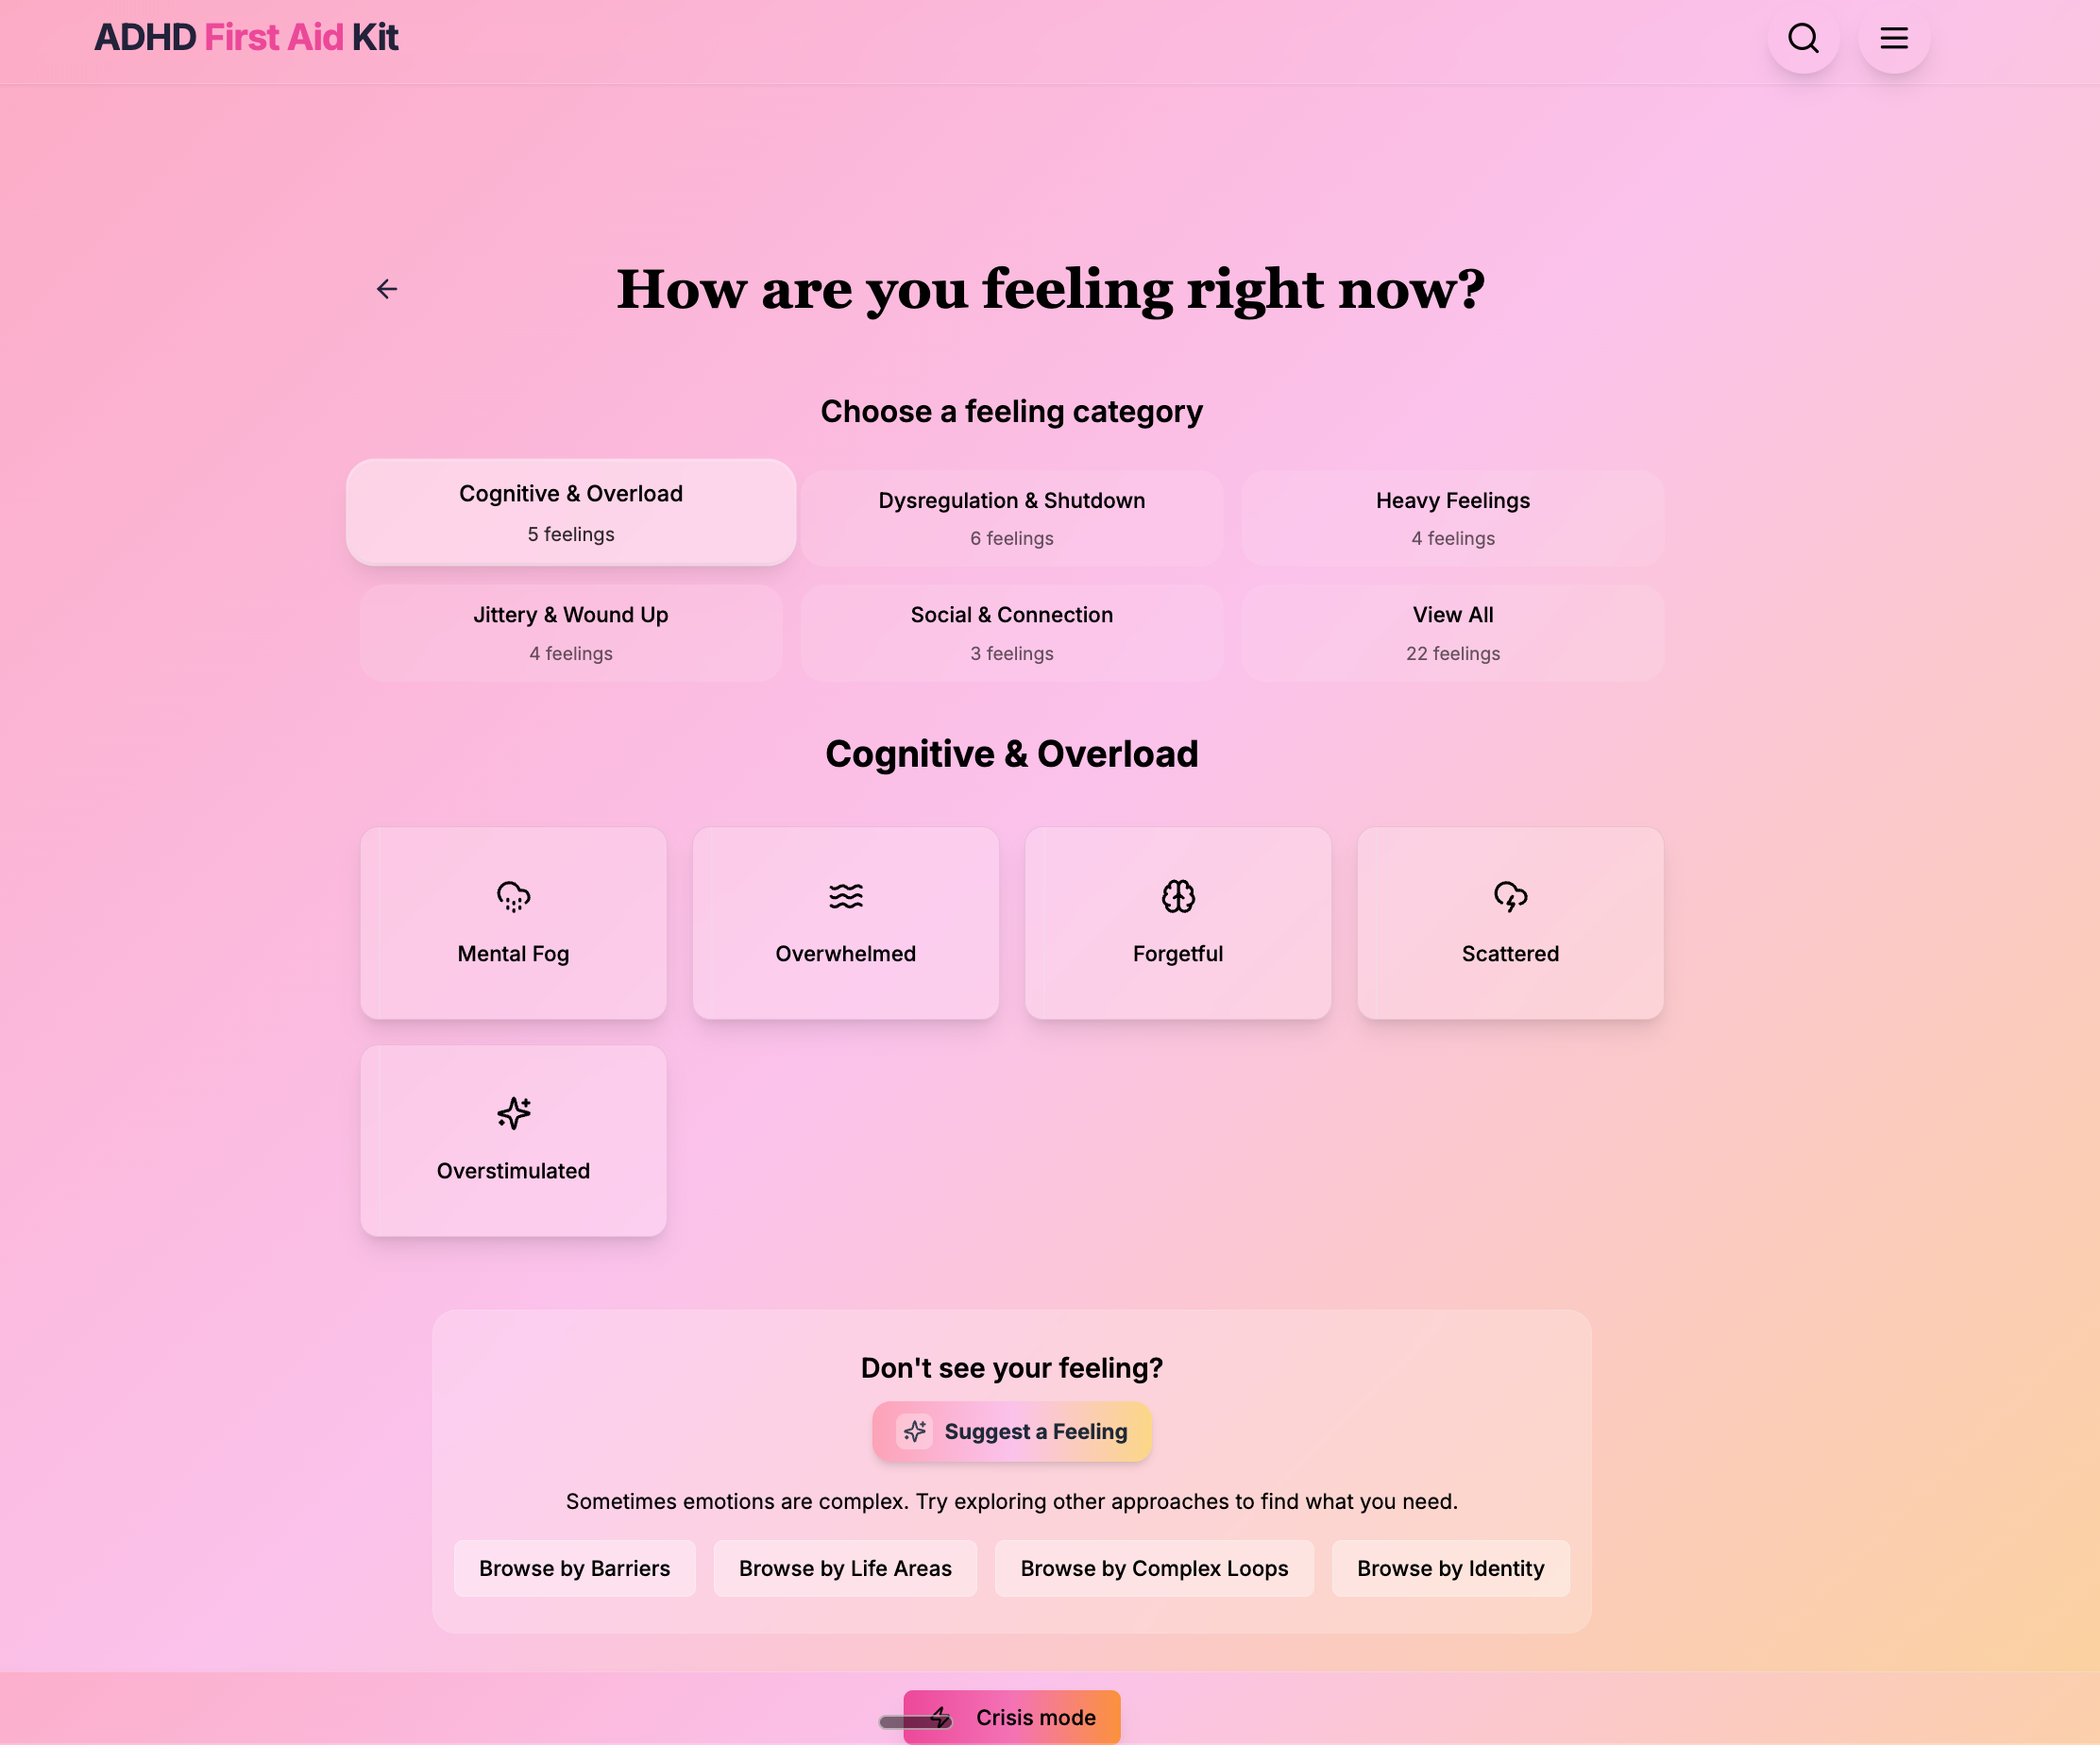 ADHD First Aid Kit
How are you feeling right now?
Choose a feeling category
Cognitive & Overload
5 feelings
Dysregulation & Shutdown
6 feelings
Heavy Feelings
4 feelings
Jittery & Wound Up
4 feelings
Social & Connection
3 feelings
View All
22 feelings
Cognitive & Overload
Mental Fog
Overwhelmed
Forgetful
Scattered
Overstimulated
Don't see your feeling?
Suggest a Feeling
Sometimes emotions are complex. Try exploring other approaches to find what you need.
Browse by Barriers
Browse by Life Areas
Browse by Complex Loops
Browse by Identity
Crisis mode